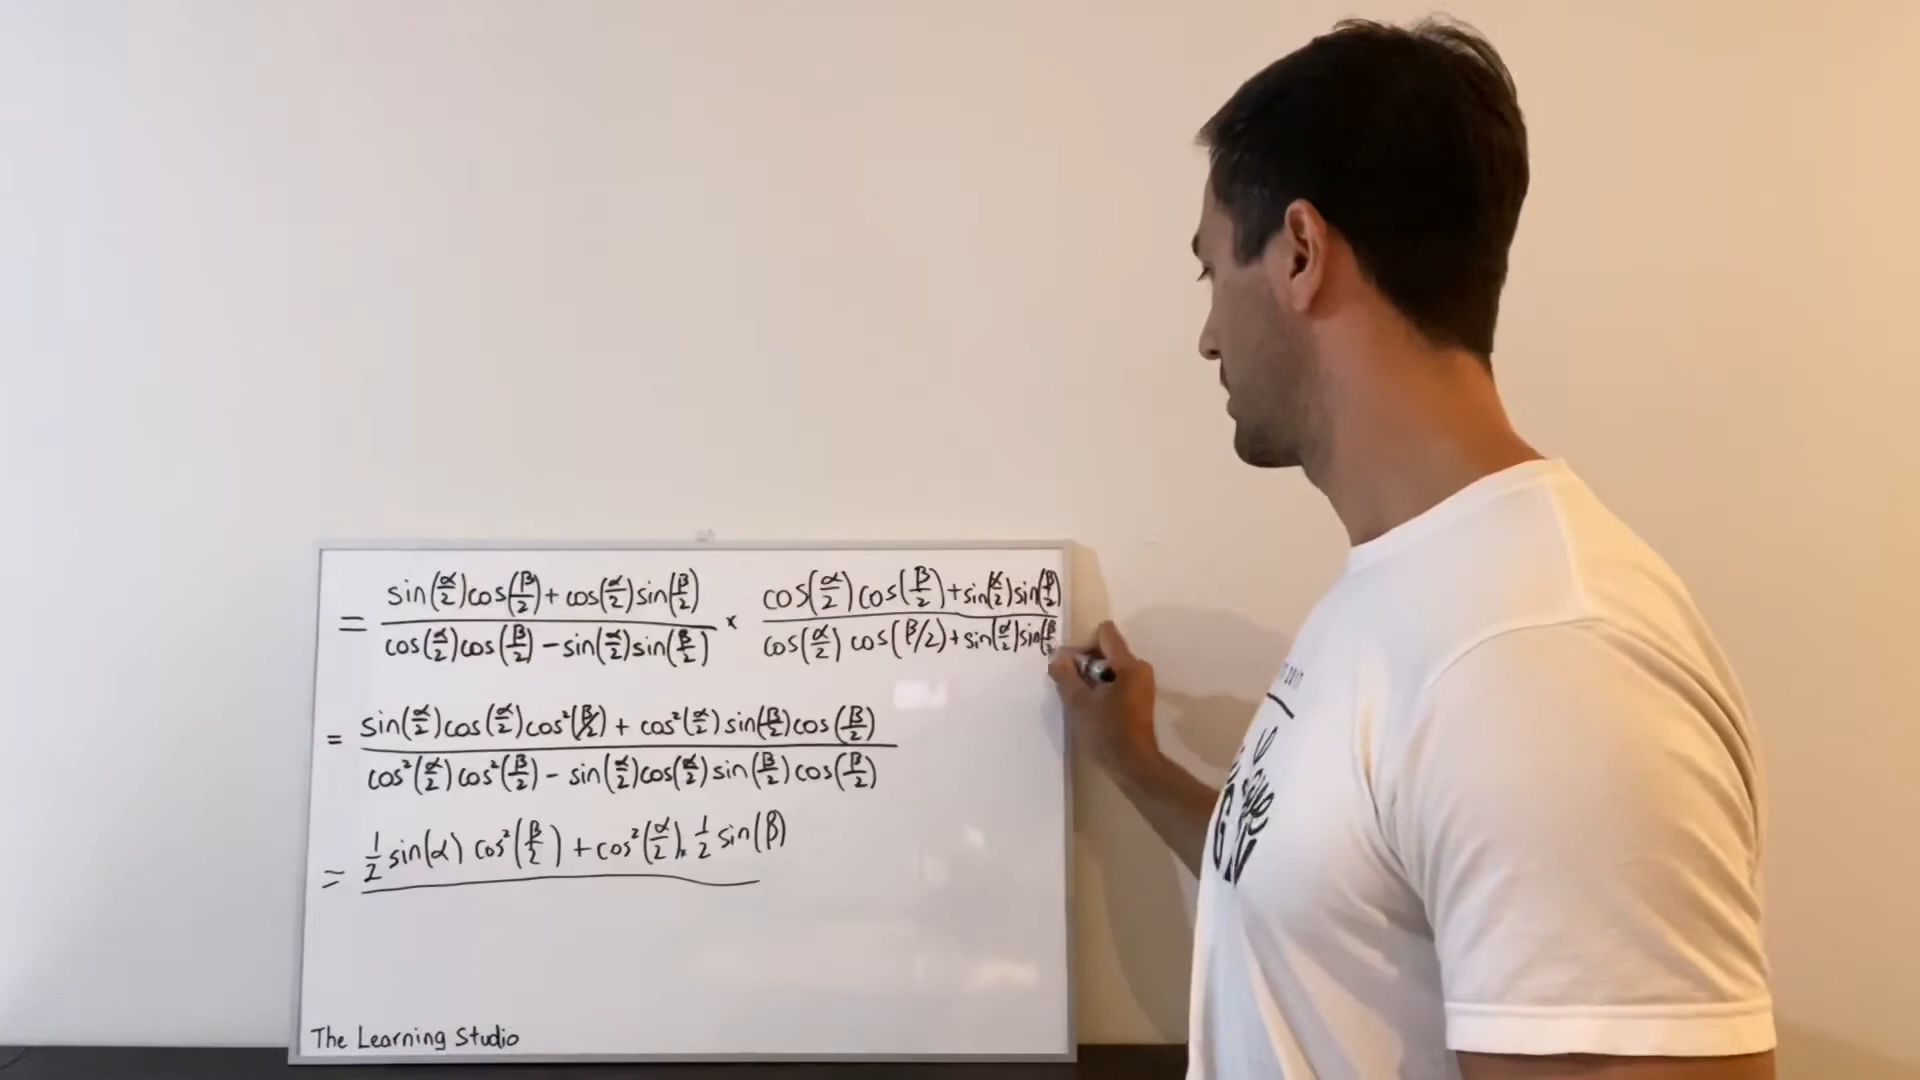 = sin(α/2)cos(β/2)+cos(α/2)sin(β/2) / cos(α/2)cos(β/2)-sin(α/2)sin(β/2) × cos(α/2)cos(β/2)+sin(α/2)sin(β/2) / cos(α/2)cos(β/2)+sin(α/2)sin(β/2)
= sin(α/2)cos(α/2)cos²(β/2)+cos²(α/2)sin(β/2)cos(β/2) / cos²(α/2)cos²(β/2)-sin(α/2)cos(α/2)sin(β/2)cos(β/2)
= 1/2 sin(α)cos²(β/2)+cos²(α/2).1/2 sin(β)
The Learning Studio